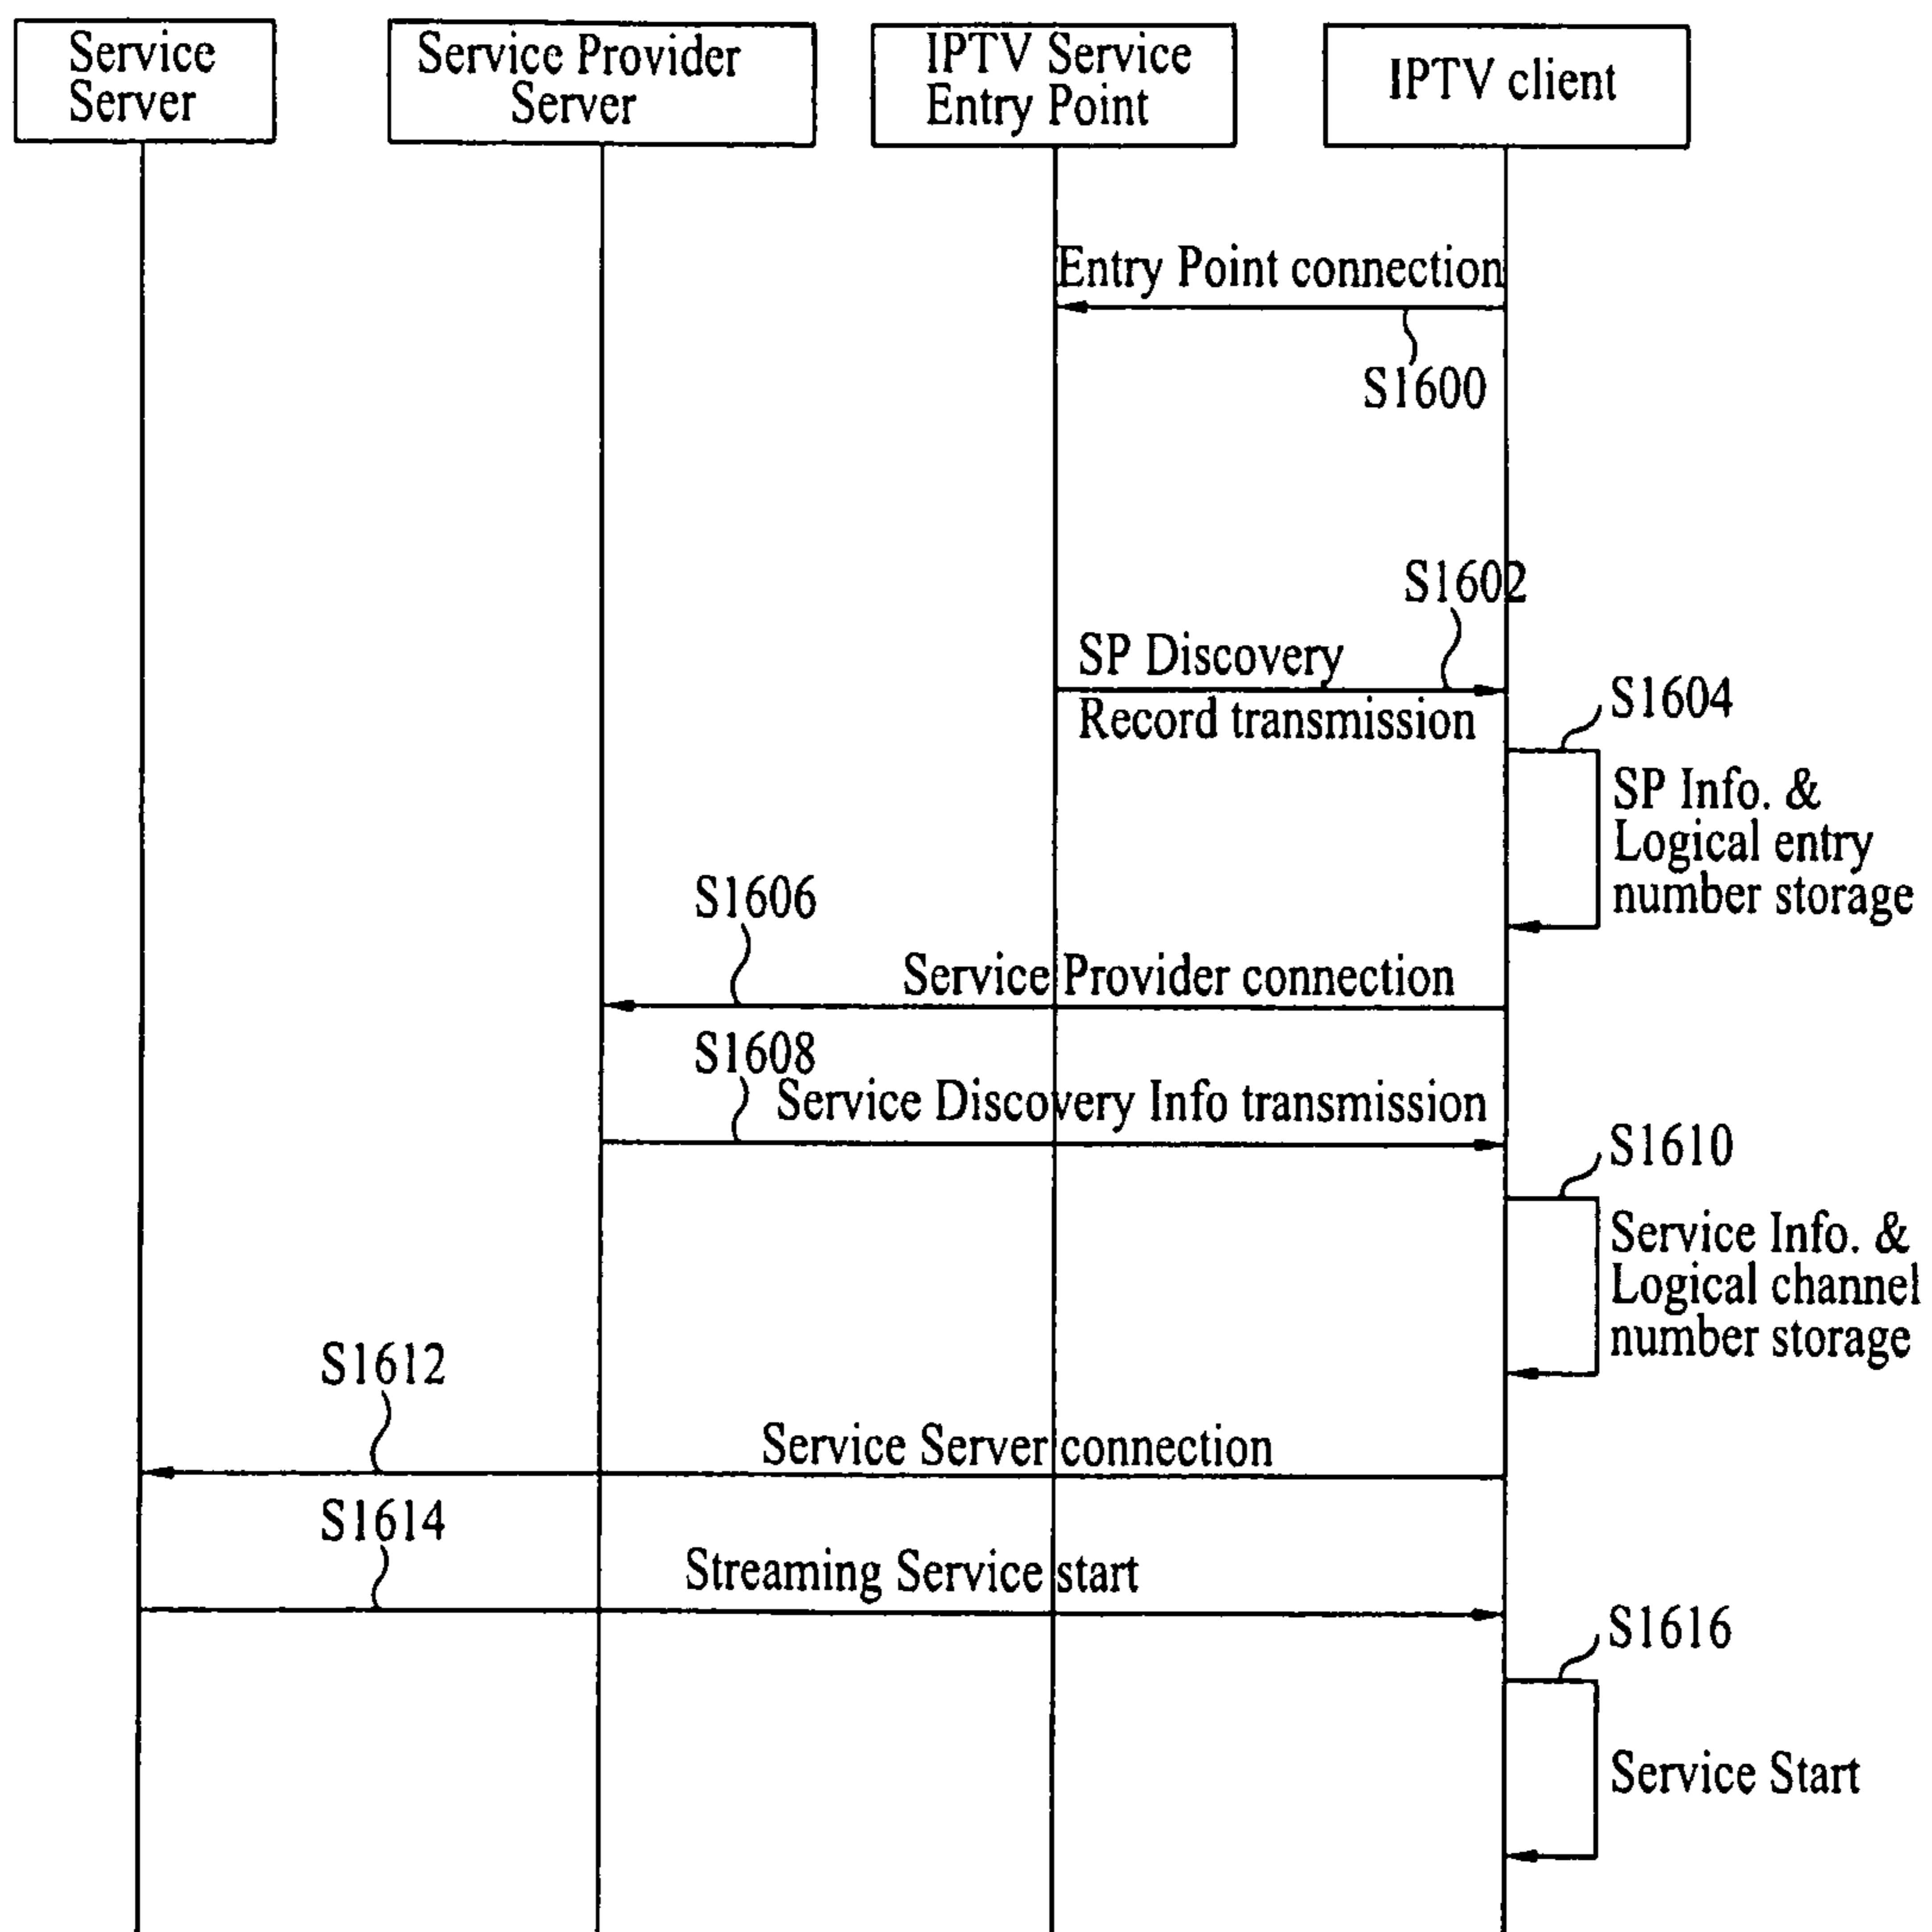 Service
Server
Service Provider
Server
IPTV Service
Entry Point
IPTV client
Entry Point connection
S1600
S1602
SP Discovery
Record transmission
S1604
SP Info. &
Logical entry
number storage
S1606
Service Provider connection
S1608
Service Discovery Info transmission
S1610
Service Info. &
Logical channel
number storage
S1612
Service Server connection
S1614
Streaming Service start
S1616
Service Start